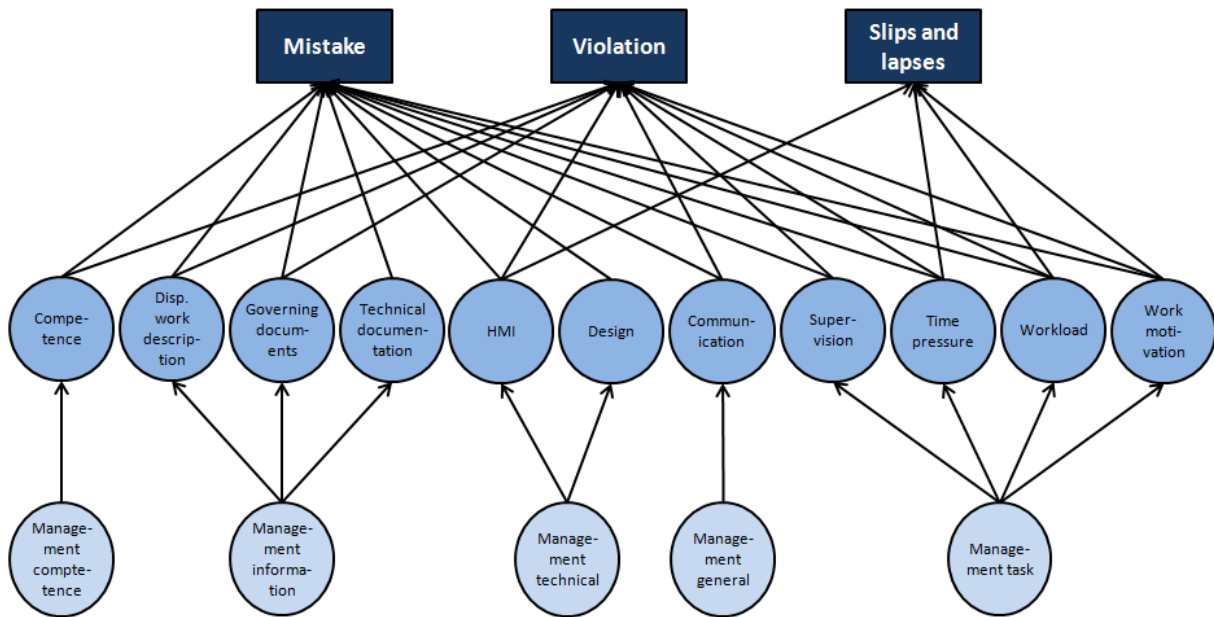 Mistake
Violation
Slips and
lapses
Compe-
tence
Disp.
work
descrip-
tion
Governing
docum-
ents
Technical
documen-
tation
HMI
Design
Commun-
ication
Super-
vision
Time
pressure
Workload
Work
moti-
vation
Manage-
ment
compte-
tence
Manage-
ment
informa-
tion
Manage-
ment
technical
Manage-
ment
general
Manage-
ment task